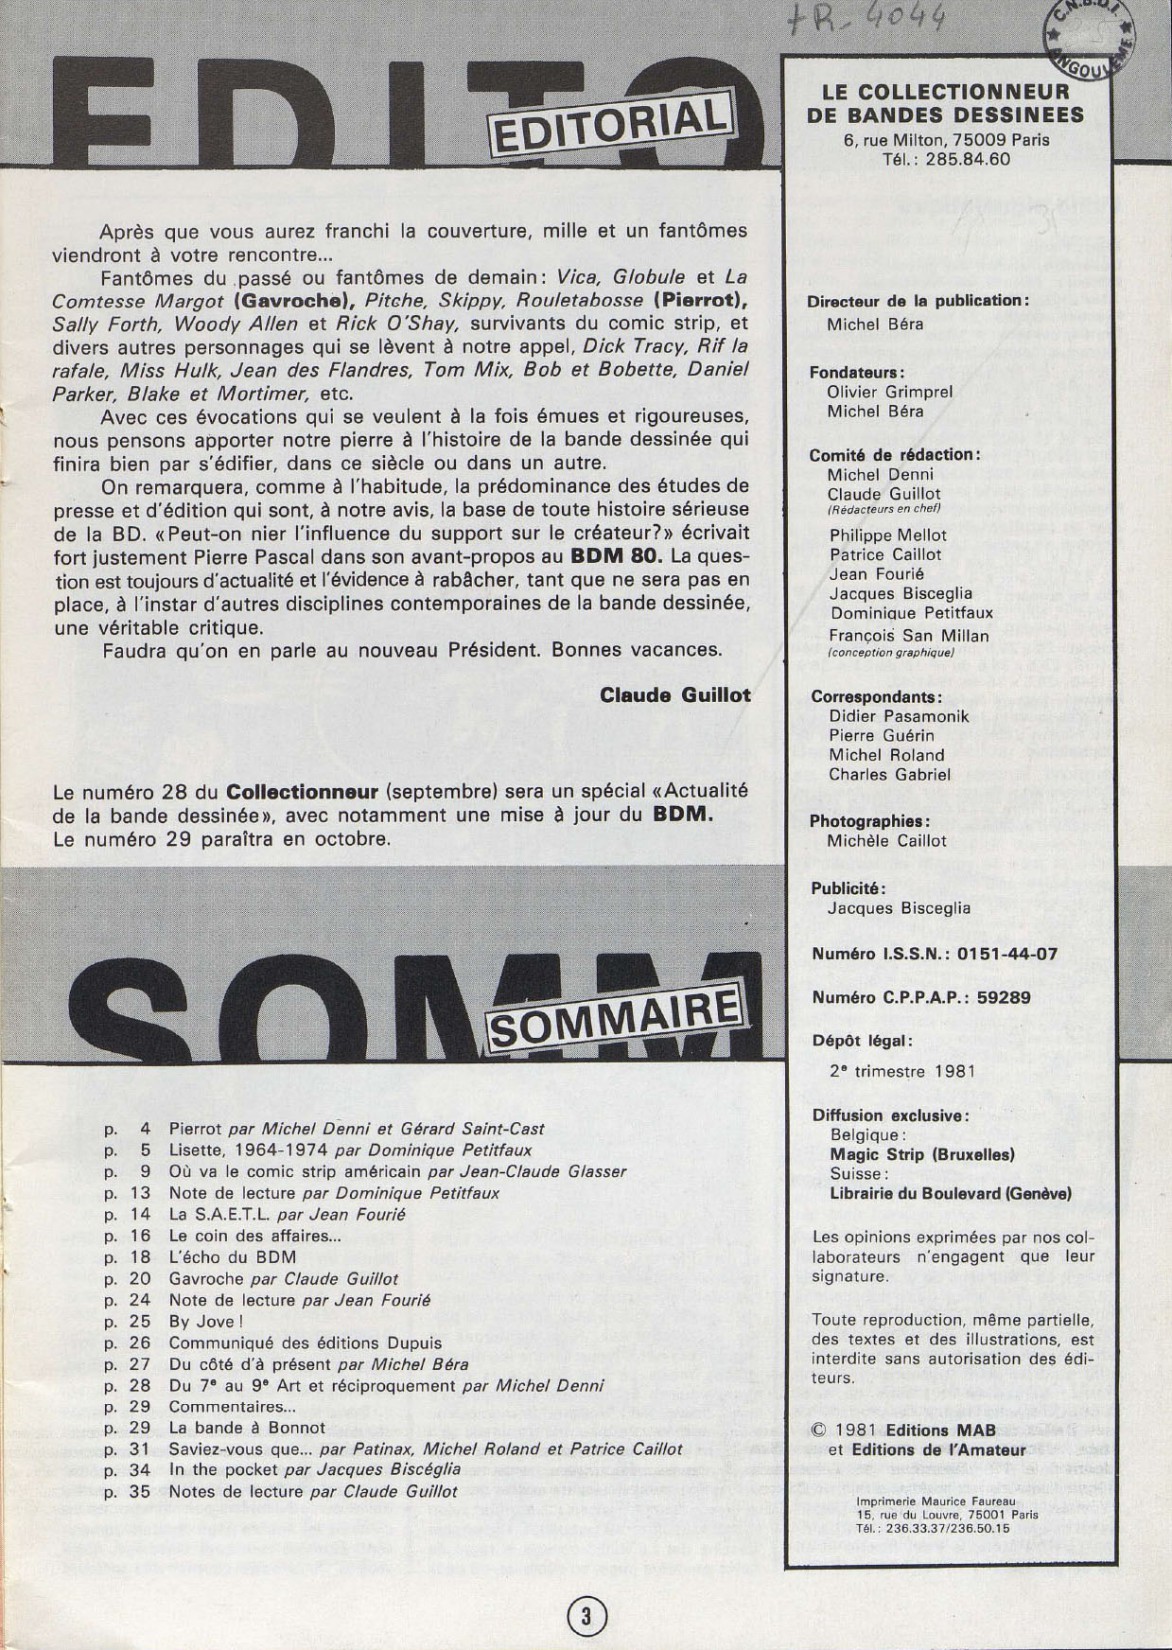 FR_ 4044
C.N.B.D.I. ★ ANGOULÊME ★
EDITO
EDITORIAL
Après que vous aurez franchi la couverture, mille et un fantômes
viendront à votre rencontre...
Fantômes du passé ou fantômes de demain: Vica, Globule et La
Comtesse Margot (Gavroche), Pitche, Skippy, Rouletabosse (Pierrot),
Sally Forth, Woody Allen et Rick O'Shay, survivants du comic strip, et
divers autres personnages qui se lèvent à notre appel, Dick Tracy, Rif la
rafale, Miss Hulk, Jean des Flandres, Tom Mix, Bob et Bobette, Daniel
Parker, Blake et Mortimer, etc.
Avec ces évocations qui se veulent à la fois émues et rigoureuses,
nous pensons apporter notre pierre à l'histoire de la bande dessinée qui
finira bien par s'édifier, dans ce siècle ou dans un autre.
On remarquera, comme à l'habitude, la prédominance des études de
presse et d'édition qui sont, à notre avis, la base de toute histoire sérieuse
de la BD. «Peut-on nier l'influence du support sur le créateur?» écrivait
fort justement Pierre Pascal dans son avant-propos au BDM 80. La ques-
tion est toujours d'actualité et l'évidence à rabâcher, tant que ne sera pas en
place, à l'instar d'autres disciplines contemporaines de la bande dessinée,
une véritable critique.
Faudra qu'on en parle au nouveau Président. Bonnes vacances.
Claude Guillot
Le numéro 28 du Collectionneur (septembre) sera un spécial «Actualité
de la bande dessinée», avec notamment une mise à jour du BDM.
Le numéro 29 paraîtra en octobre.
SOMM
SOMMAIRE
p. 4 Pierrot par Michel Denni et Gérard Saint-Cast
p. 5 Lisette, 1964-1974 par Dominique Petitfaux
p. 9 Où va le comic strip américain par Jean-Claude Glasser
p. 13 Note de lecture par Dominique Petitfaux
p. 14 La S.A.E.T.L. par Jean Fourié
p. 16 Le coin des affaires...
p. 18 L'écho du BDM
p. 20 Gavroche par Claude Guillot
p. 24 Note de lecture par Jean Fourié
p. 25 By Jove !
p. 26 Communiqué des éditions Dupuis
p. 27 Du côté d'à présent par Michel Béra
p. 28 Du 7e au 9e Art et réciproquement par Michel Denni
p. 29 Commentaires...
p. 29 La bande à Bonnot
p. 31 Saviez-vous que... par Patinax, Michel Roland et Patrice Caillot
p. 34 In the pocket par Jacques Biscéglia
p. 35 Notes de lecture par Claude Guillot
LE COLLECTIONNEUR
DE BANDES DESSINEES
6, rue Milton, 75009 Paris
Tél.: 285.84.60
Directeur de la publication:
Michel Béra
Fondateurs:
Olivier Grimprel
Michel Béra
Comité de rédaction:
Michel Denni
Claude Guillot
(Rédacteurs en chef)
Philippe Mellot
Patrice Caillot
Jean Fourié
Jacques Bisceglia
Dominique Petitfaux
François San Millan
(conception graphique)
Correspondants:
Didier Pasamonik
Pierre Guérin
Michel Roland
Charles Gabriel
Photographies:
Michèle Caillot
Publicité:
Jacques Bisceglia
Numéro I.S.S.N.: 0151-44-07
Numéro C.P.P.A.P.: 59289
Dépôt légal:
2e trimestre 1981
Diffusion exclusive:
Belgique:
Magic Strip (Bruxelles)
Suisse:
Librairie du Boulevard (Genève)
Les opinions exprimées par nos col-
laborateurs n'engagent que leur
signature.
Toute reproduction, même partielle,
des textes et des illustrations, est
interdite sans autorisation des édi-
teurs.
© 1981 Editions MAB
et Editions de l'Amateur
Imprimerie Maurice Faureau
15, rue du Louvre, 75001 Paris
Tél.: 236.33.37/236.50.15
3